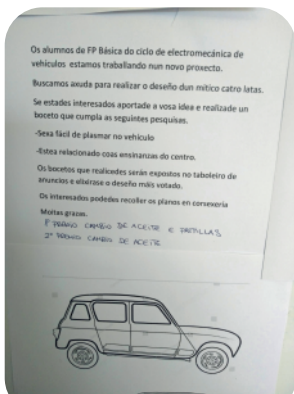 Os alumnos de FP Básica do ciclo de electromecánica de
vehículos estamos traballando nun novo proxecto.
Buscamos axuda para realizar o deseño dun mítico catro latas.
Se estades interesados aportade a vosa idea e realizade un
boceto que cumpla as seguintes pesquisas.
-Sexa fácil de plasmar no vehículo
-Estea relacionado coas ensinanzas do centro.
Os bocetos que realicedes serán expostos no taboleiro de
anuncios e elixirase o deseño máis votado.
Os interesados podedes recoller os planos en conserxería
Moitas grazas.
1º PREMIO CAMBIO DE ACEITE E PASTILLAS
2º PREMIO CAMBIO DE ACEITE